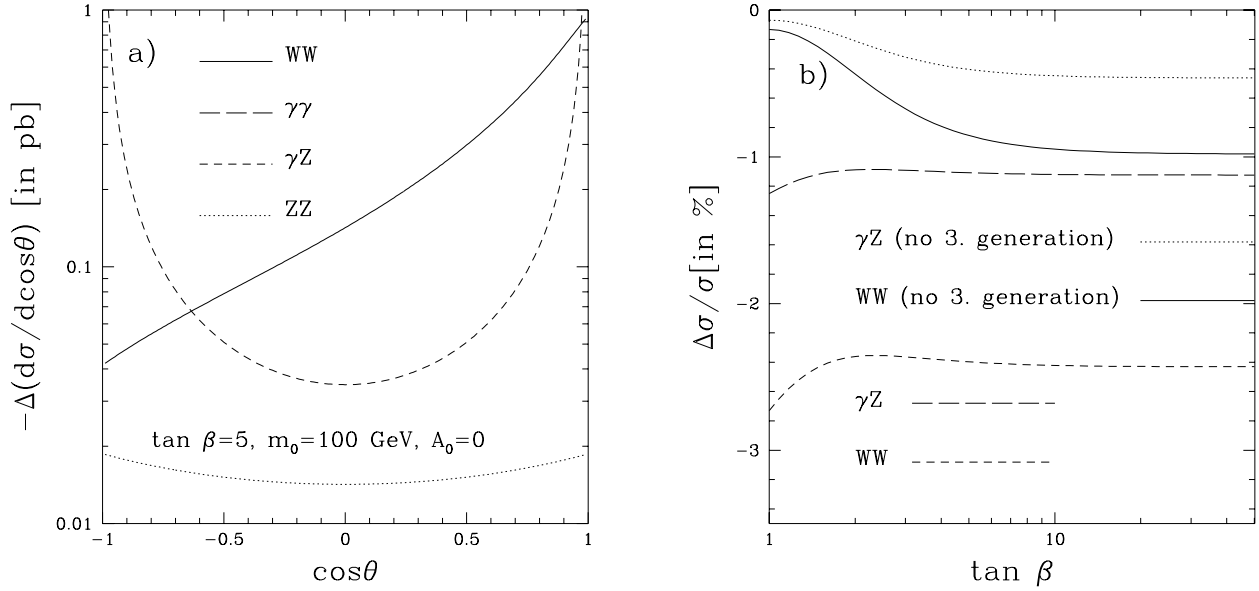 −Δ(dσ/dcosθ) [in pb]
1
0.1
0.01
a)
WW
γγ
γZ
ZZ
tan β=5, m₀=100 GeV, A₀=0
−1
−0.5
0
0.5
1
cosθ
Δσ/σ[in %]
0
−1
−2
−3
b)
γZ (no 3. generation)
WW (no 3. generation)
γZ
WW
1
10
tan β